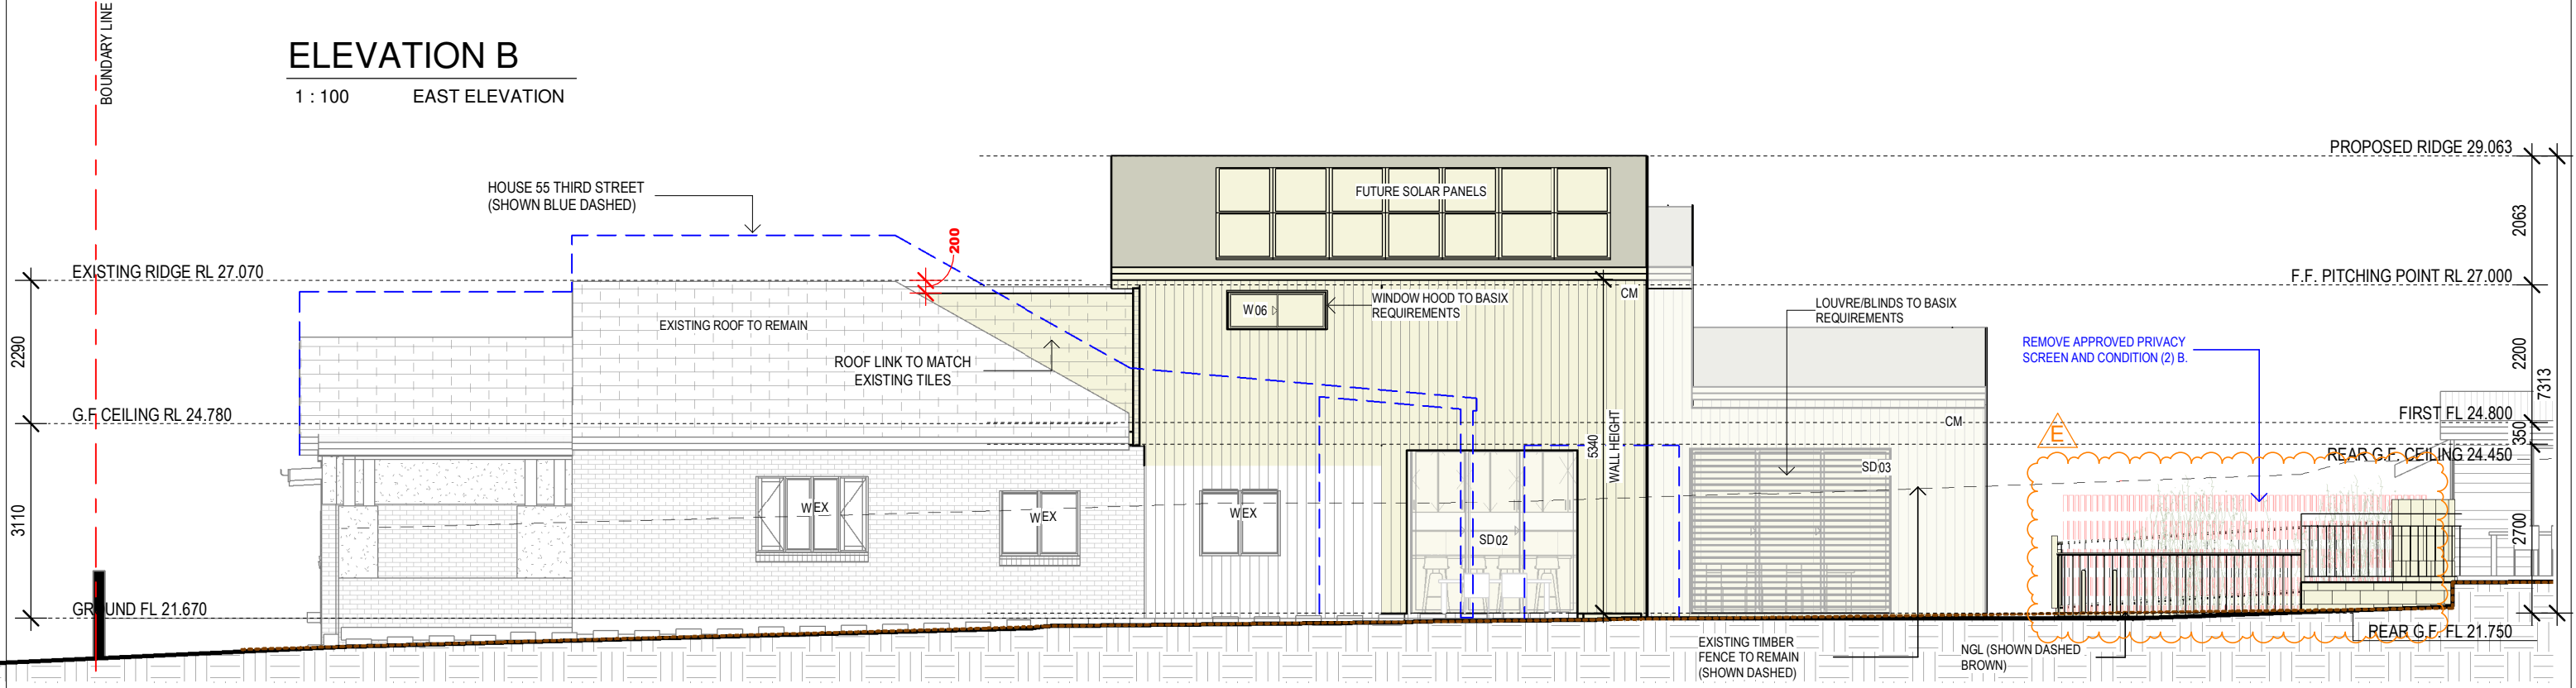 BOUNDARY LINE
ELEVATION B
1 : 100 EAST ELEVATION
PROPOSED RIDGE 29.063
HOUSE 55 THIRD STREET
(SHOWN BLUE DASHED)
FUTURE SOLAR PANELS
2063
200
EXISTING RIDGE RL 27.070
F.F. PITCHING POINT RL 27.000
CM
WINDOW HOOD TO BASIX
REQUIREMENTS
W06
LOUVRE/BLINDS TO BASIX
REQUIREMENTS
EXISTING ROOF TO REMAIN
2290
ROOF LINK TO MATCH
EXISTING TILES
REMOVE APPROVED PRIVACY
SCREEN AND CONDITION (2) B.
2200
7313
G.F CEILING RL 24.780
FIRST FL 24.800
CM
E
350
5340
WALL HEIGHT
REAR G.F. CEILING 24.450
SD03
WEX
WEX
WEX
3110
SD02
2700
GROUND FL 21.670
REAR G.F. FL 21.750
EXISTING TIMBER
FENCE TO REMAIN
(SHOWN DASHED)
NGL (SHOWN DASHED
BROWN)